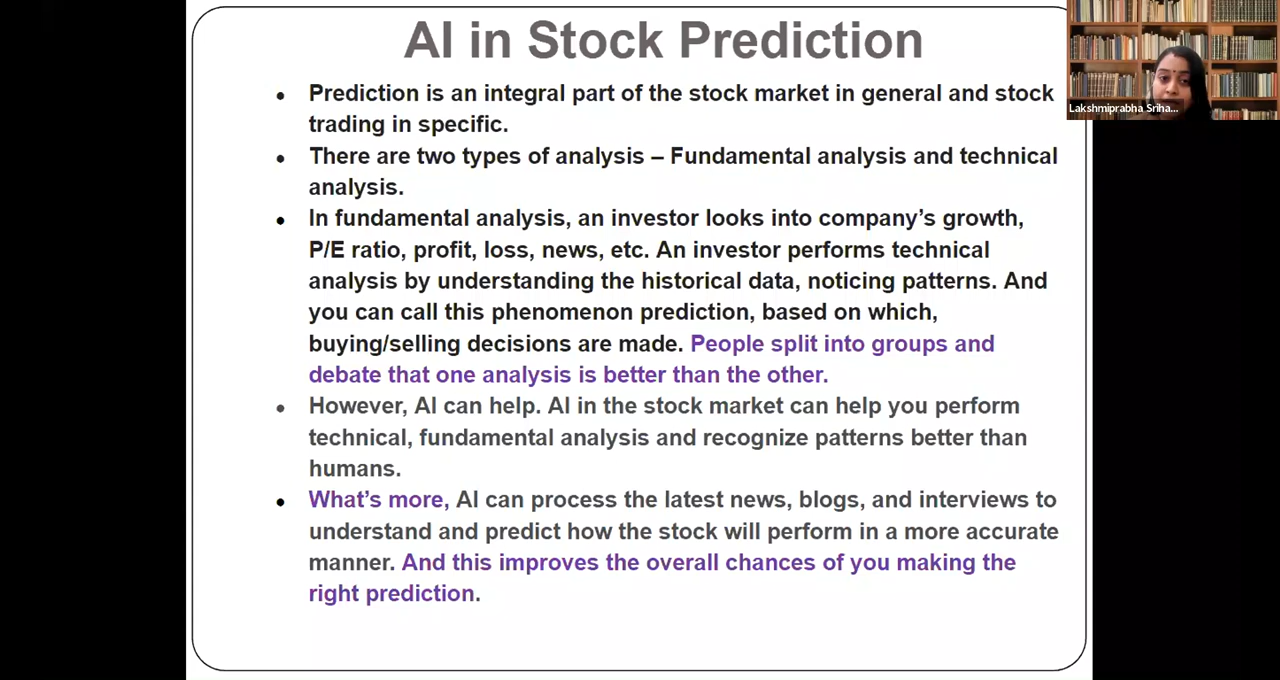 AI in Stock Prediction
Lakshmiprabha Sriha...
• Prediction is an integral part of the stock market in general and stock
trading in specific.
• There are two types of analysis – Fundamental analysis and technical
analysis.
• In fundamental analysis, an investor looks into company’s growth,
P/E ratio, profit, loss, news, etc. An investor performs technical
analysis by understanding the historical data, noticing patterns. And
you can call this phenomenon prediction, based on which,
buying/selling decisions are made. People split into groups and
debate that one analysis is better than the other.
• However, AI can help. AI in the stock market can help you perform
technical, fundamental analysis and recognize patterns better than
humans.
• What’s more, AI can process the latest news, blogs, and interviews to
understand and predict how the stock will perform in a more accurate
manner. And this improves the overall chances of you making the
right prediction.